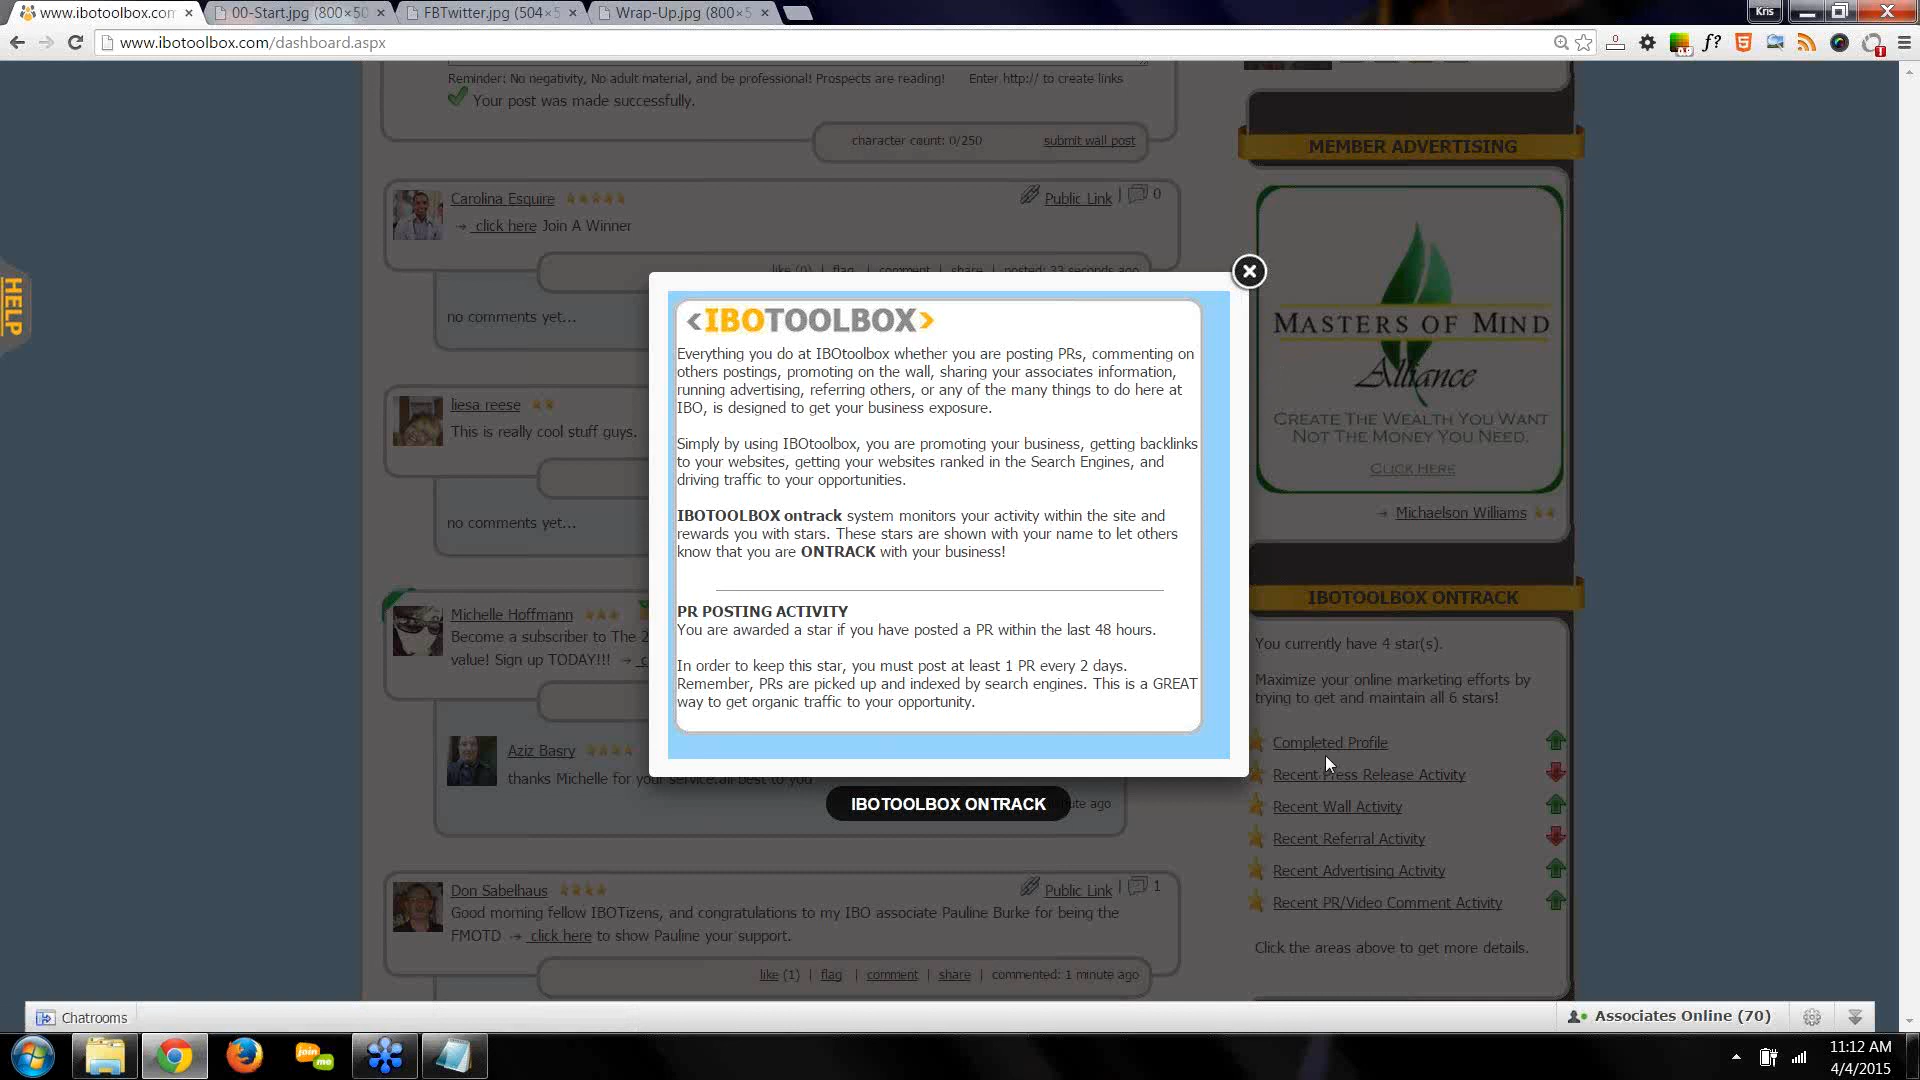 www.ibotoolbox.com
00-Start.jpg (800×50
FBTwitter.jpg (504×5
Wrap-Up.jpg (800×5
Kris
www.ibotoolbox.com/dashboard.aspx
Reminder: No negativity, No adult material, and be professional! Prospects are reading! Enter http:// to create links
Your post was made successfully.
character count: 0/250 submit wall post
HELP
Carolina Esquire
Public Link | 0
→ click here Join A Winner
like (0) | flag | comment | share | posted: 33 seconds ago
no comments yet...
liesa reese
This is really cool stuff guys.
no comments yet...
Michelle Hoffmann
Become a subscriber to The 2
value! Sign up TODAY!!! →
Aziz Basry
thanks Michelle for your service.all best to you
minute ago
Don Sabelhaus
Public Link | 1
Good morning fellow IBOTizens, and congratulations to my IBO associate Pauline Burke for being the
FMOTD → click here to show Pauline your support.
like (1) | flag | comment | share | commented: 1 minute ago
<IBOTOOLBOX>
Everything you do at IBOtoolbox whether you are posting PRs, commenting on
others postings, promoting on the wall, sharing your associates information,
running advertising, referring others, or any of the many things to do here at
IBO, is designed to get your business exposure.
Simply by using IBOtoolbox, you are promoting your business, getting backlinks
to your websites, getting your websites ranked in the Search Engines, and
driving traffic to your opportunities.
IBOTOOLBOX ontrack system monitors your activity within the site and
rewards you with stars. These stars are shown with your name to let others
know that you are ONTRACK with your business!
PR POSTING ACTIVITY
You are awarded a star if you have posted a PR within the last 48 hours.
In order to keep this star, you must post at least 1 PR every 2 days.
Remember, PRs are picked up and indexed by search engines. This is a GREAT
way to get organic traffic to your opportunity.
IBOTOOLBOX ONTRACK
MEMBER ADVERTISING
MASTERS OF MIND
Alliance
CREATE THE WEALTH YOU WANT
NOT THE MONEY YOU NEED.
CLICK HERE
→ Michaelson Williams
IBOTOOLBOX ONTRACK
You currently have 4 star(s).
Maximize your online marketing efforts by
trying to get and maintain all 6 stars!
Completed Profile
Recent Press Release Activity
Recent Wall Activity
Recent Referral Activity
Recent Advertising Activity
Recent PR/Video Comment Activity
Click the areas above to get more details.
Chatrooms
Associates Online (70)
join me
11:12 AM
4/4/2015